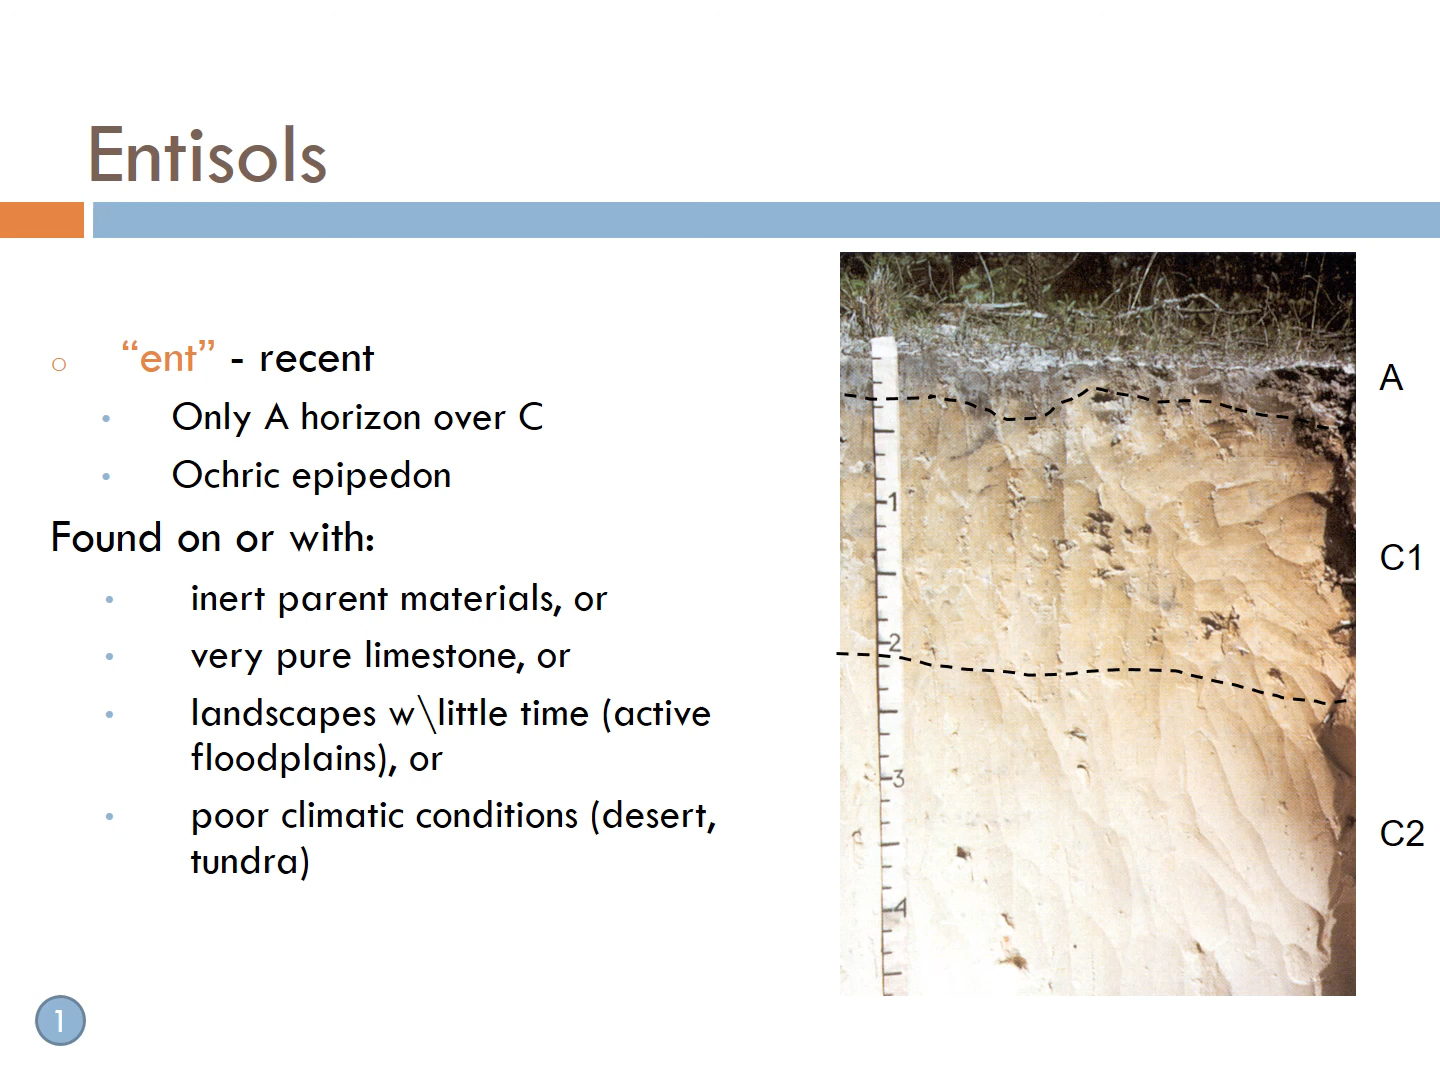 Entisols
“ent” - recent
Only A horizon over C
Ochric epipedon
Found on or with:
inert parent materials, or
very pure limestone, or
landscapes w\little time (active
floodplains), or
poor climatic conditions (desert,
tundra)
A
C1
C2
1
2
3
4
1